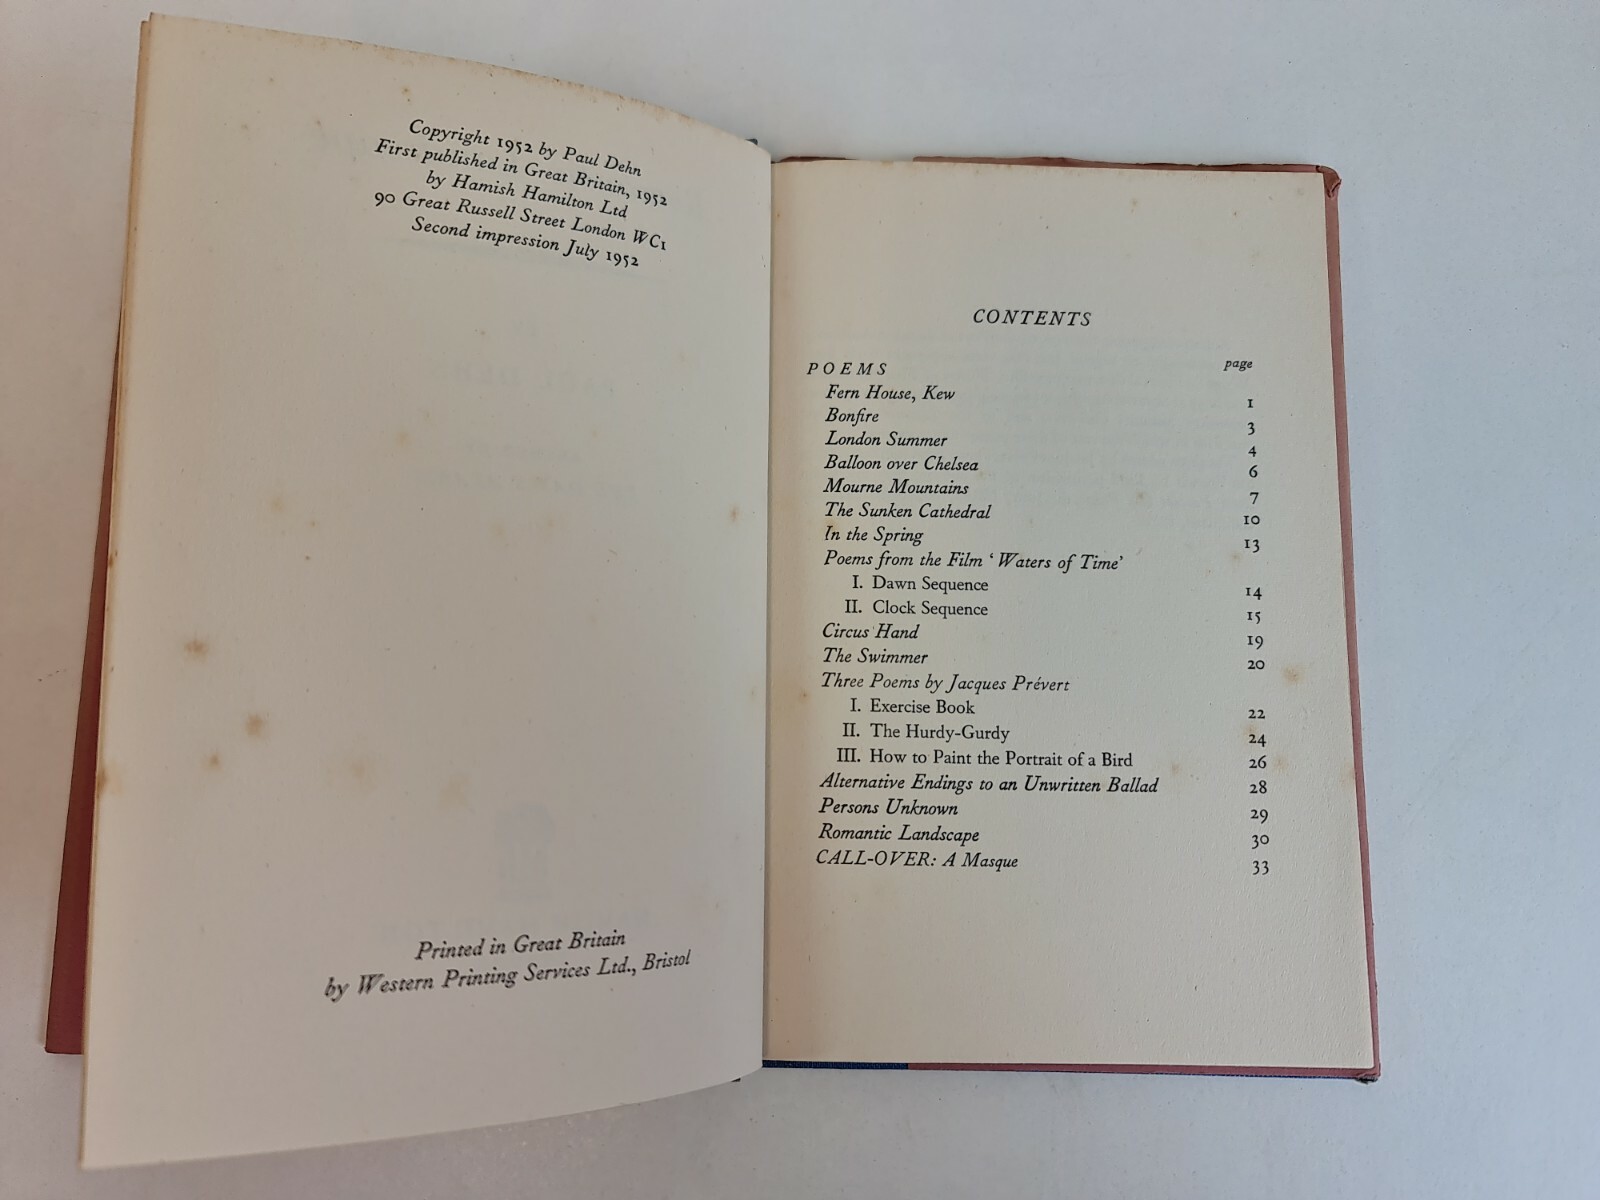 Copyright 1952 by Paul Dehn
First published in Great Britain, 1952
by Hamish Hamilton Ltd
90 Great Russell Street London WC1
Second impression July 1952
Printed in Great Britain
by Western Printing Services Ltd., Bristol
CONTENTS
POEMS page
Fern House, Kew 1
Bonfire 3
London Summer 4
Balloon over Chelsea 6
Mourne Mountains 7
The Sunken Cathedral 10
In the Spring 13
Poems from the Film ‘Waters of Time’
I. Dawn Sequence 14
II. Clock Sequence 15
Circus Hand 19
The Swimmer 20
Three Poems by Jacques Prévert
I. Exercise Book 22
II. The Hurdy-Gurdy 24
III. How to Paint the Portrait of a Bird 26
Alternative Endings to an Unwritten Ballad 28
Persons Unknown 29
Romantic Landscape 30
CALL-OVER: A Masque 33